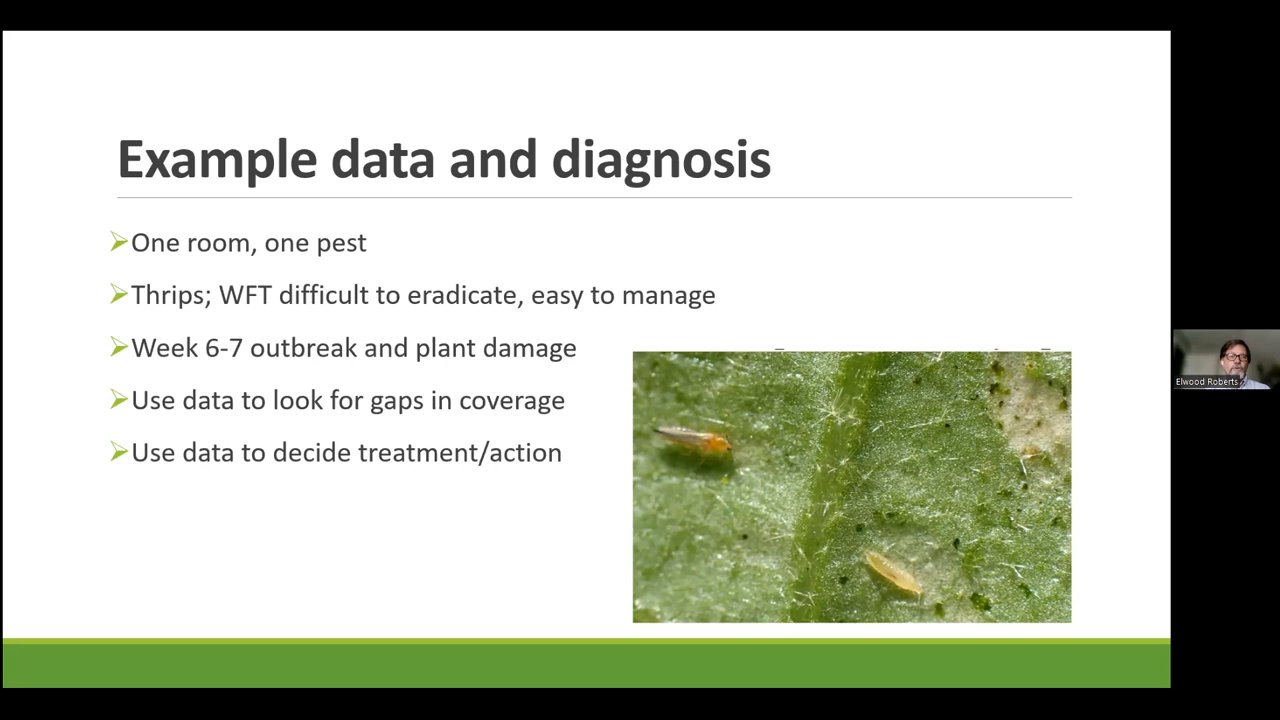 Example data and diagnosis
One room, one pest
Thrips; WFT difficult to eradicate, easy to manage
Week 6-7 outbreak and plant damage
Use data to look for gaps in coverage
Use data to decide treatment/action
Elwood Roberts